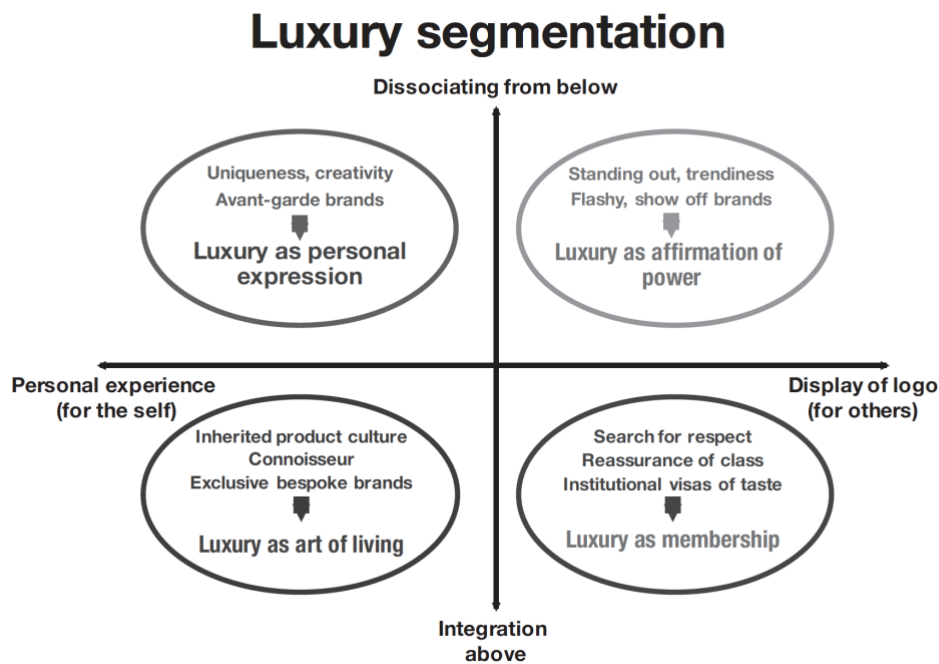 Luxury segmentation
Dissociating from below
Uniqueness, creativity
Avant-garde brands
Luxury as personal
expression
Standing out, trendiness
Flashy, show off brands
Luxury as affirmation of
power
Personal experience
(for the self)
Display of logo
(for others)
Inherited product culture
Connoisseur
Exclusive bespoke brands
Luxury as art of living
Search for respect
Reassurance of class
Institutional visas of taste
Luxury as membership
Integration
above